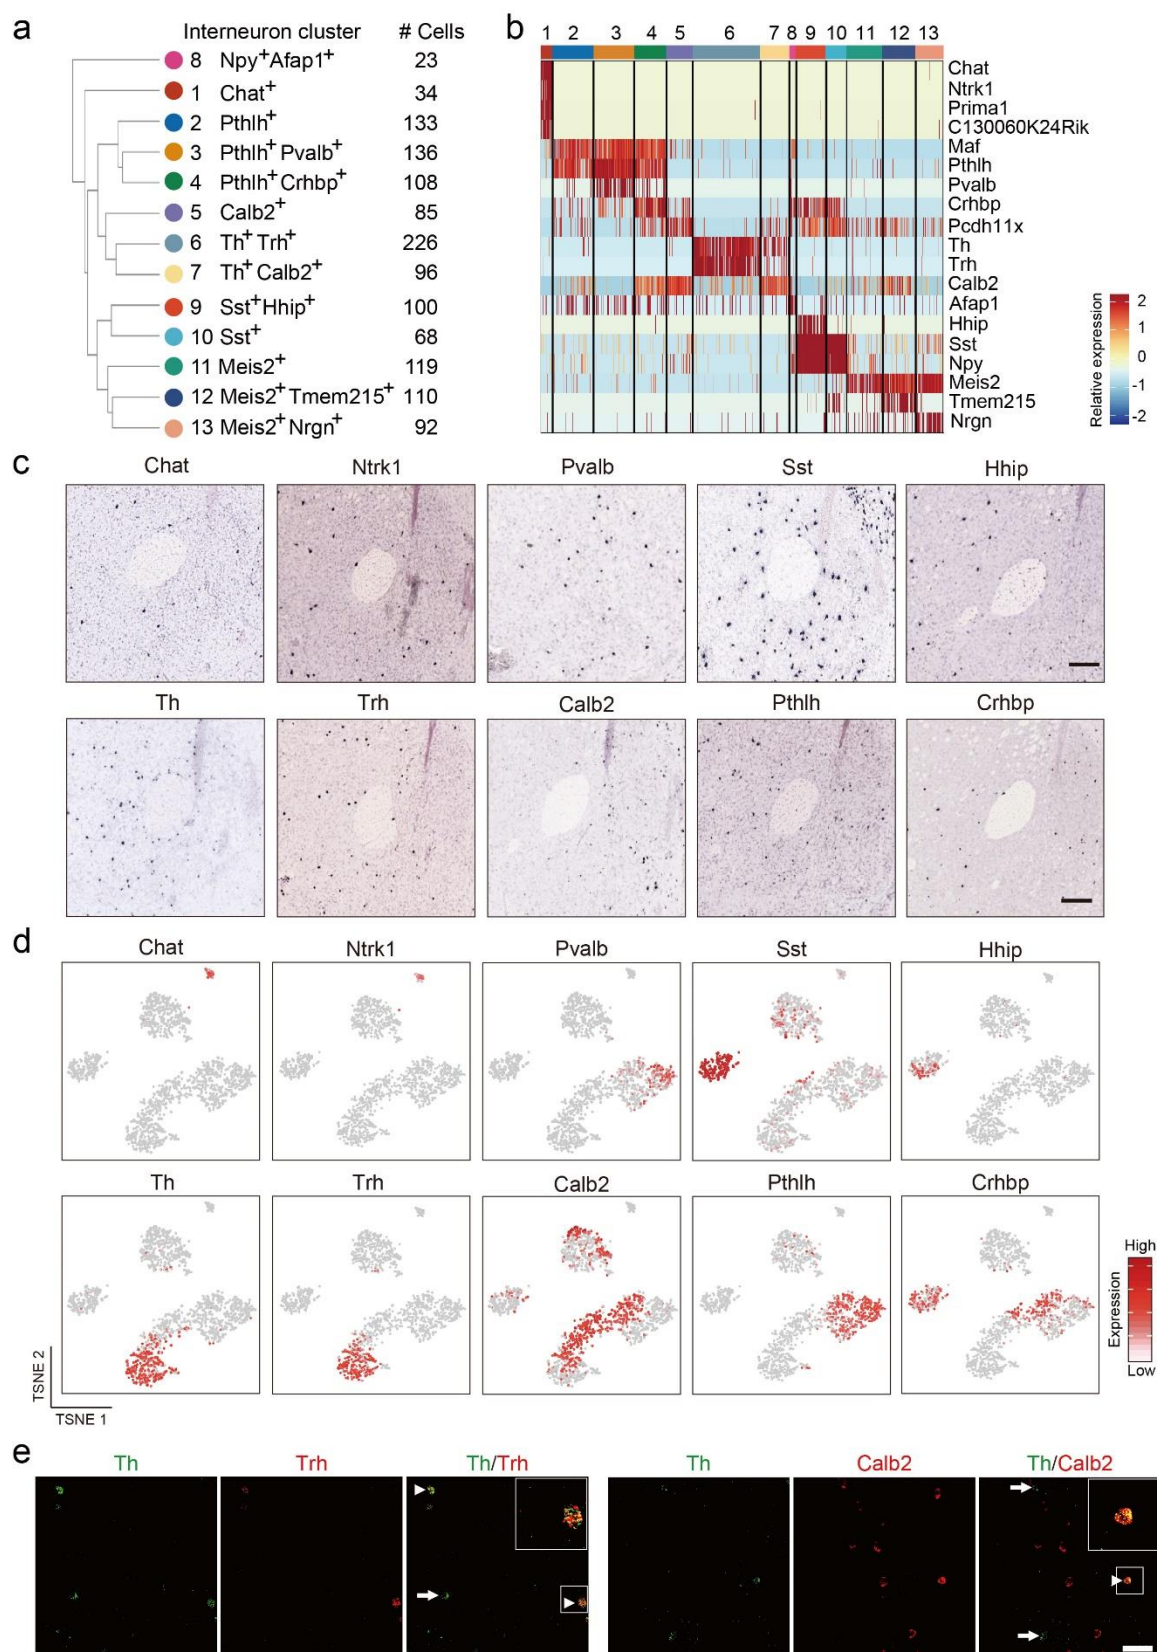 a
Interneuron cluster # Cells
8 Npy+Afap1+ 23
1 Chat+ 34
2 Pthlh+ 133
3 Pthlh+ Pvalb+ 136
4 Pthlh+ Crhbp+ 108
5 Calb2+ 85
6 Th+ Trh+ 226
7 Th+ Calb2+ 96
9 Sst+Hhip+ 100
10 Sst+ 68
11 Meis2+ 119
12 Meis2+ Tmem215+ 110
13 Meis2+ Nrgn+ 92
b
1 2 3 4 5 6 7 8 9 10 11 12 13
Chat
Ntrk1
Prima1
C130060K24Rik
Maf
Pthlh
Pvalb
Crhbp
Pcdh11x
Th
Trh
Calb2
Afap1
Hhip
Sst
Npy
Meis2
Tmem215
Nrgn
Relative expression
2
1
0
-1
-2
c
Chat Ntrk1 Pvalb Sst Hhip
Th Trh Calb2 Pthlh Crhbp
d
Chat Ntrk1 Pvalb Sst Hhip
Th Trh Calb2 Pthlh Crhbp
TSNE 2
TSNE 1
High
Expression
Low
e
Th Trh Th/Trh Th Calb2 Th/Calb2